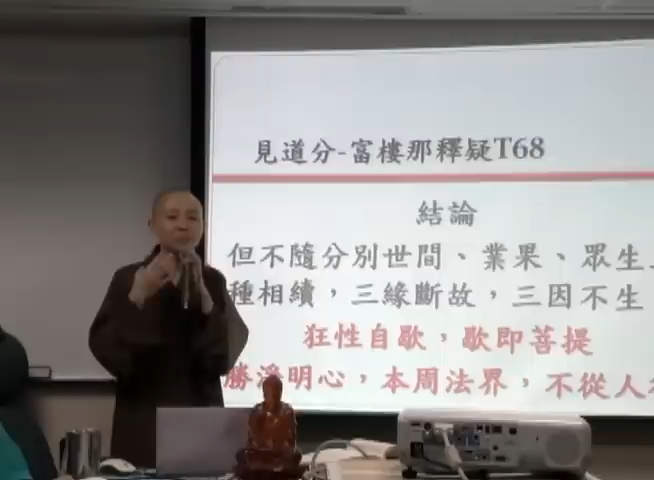 見道分-富樓那釋疑T68
結論
但不隨分別世間、業果、眾生
種相續，三緣斷故，三因不生
狂性自歇，歇即菩提
勝淨明心，本周法界，不從人